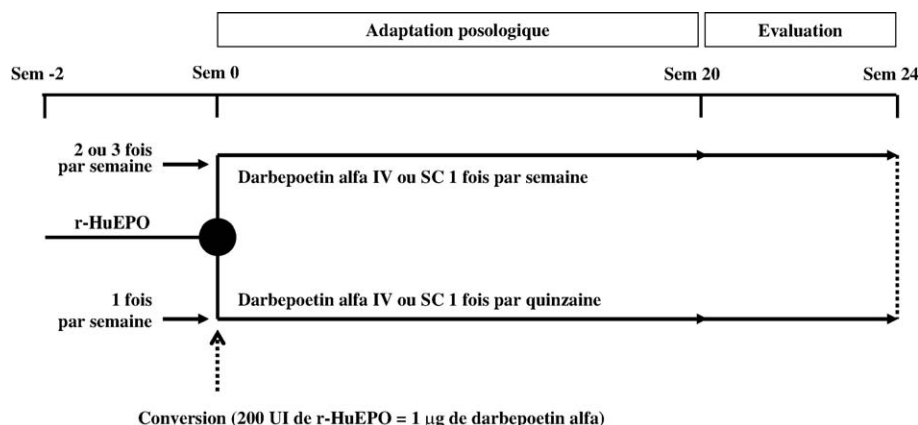 Adaptation posologique
Evaluation
Sem -2
Sem 0
Sem 20
Sem 24
2 ou 3 fois
par semaine
Darbepoetin alfa IV ou SC 1 fois par semaine
r-HuEPO
1 fois
par semaine
Darbepoetin alfa IV ou SC 1 fois par quinzaine
Conversion (200 UI de r-HuEPO = 1 µg de darbepoetin alfa)